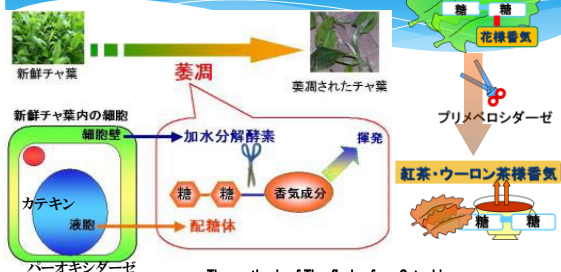 新鮮チャ葉
萎凋
萎凋されたチャ葉
新鮮チャ葉内の細胞
細胞壁
加水分解酵素
揮発
糖
糖
香気成分
カテキン
液胞
配糖体
パーオキシダーゼ
糖
糖
花様香気
プリメベロシダーゼ
紅茶・ウーロン茶様香気
糖
糖